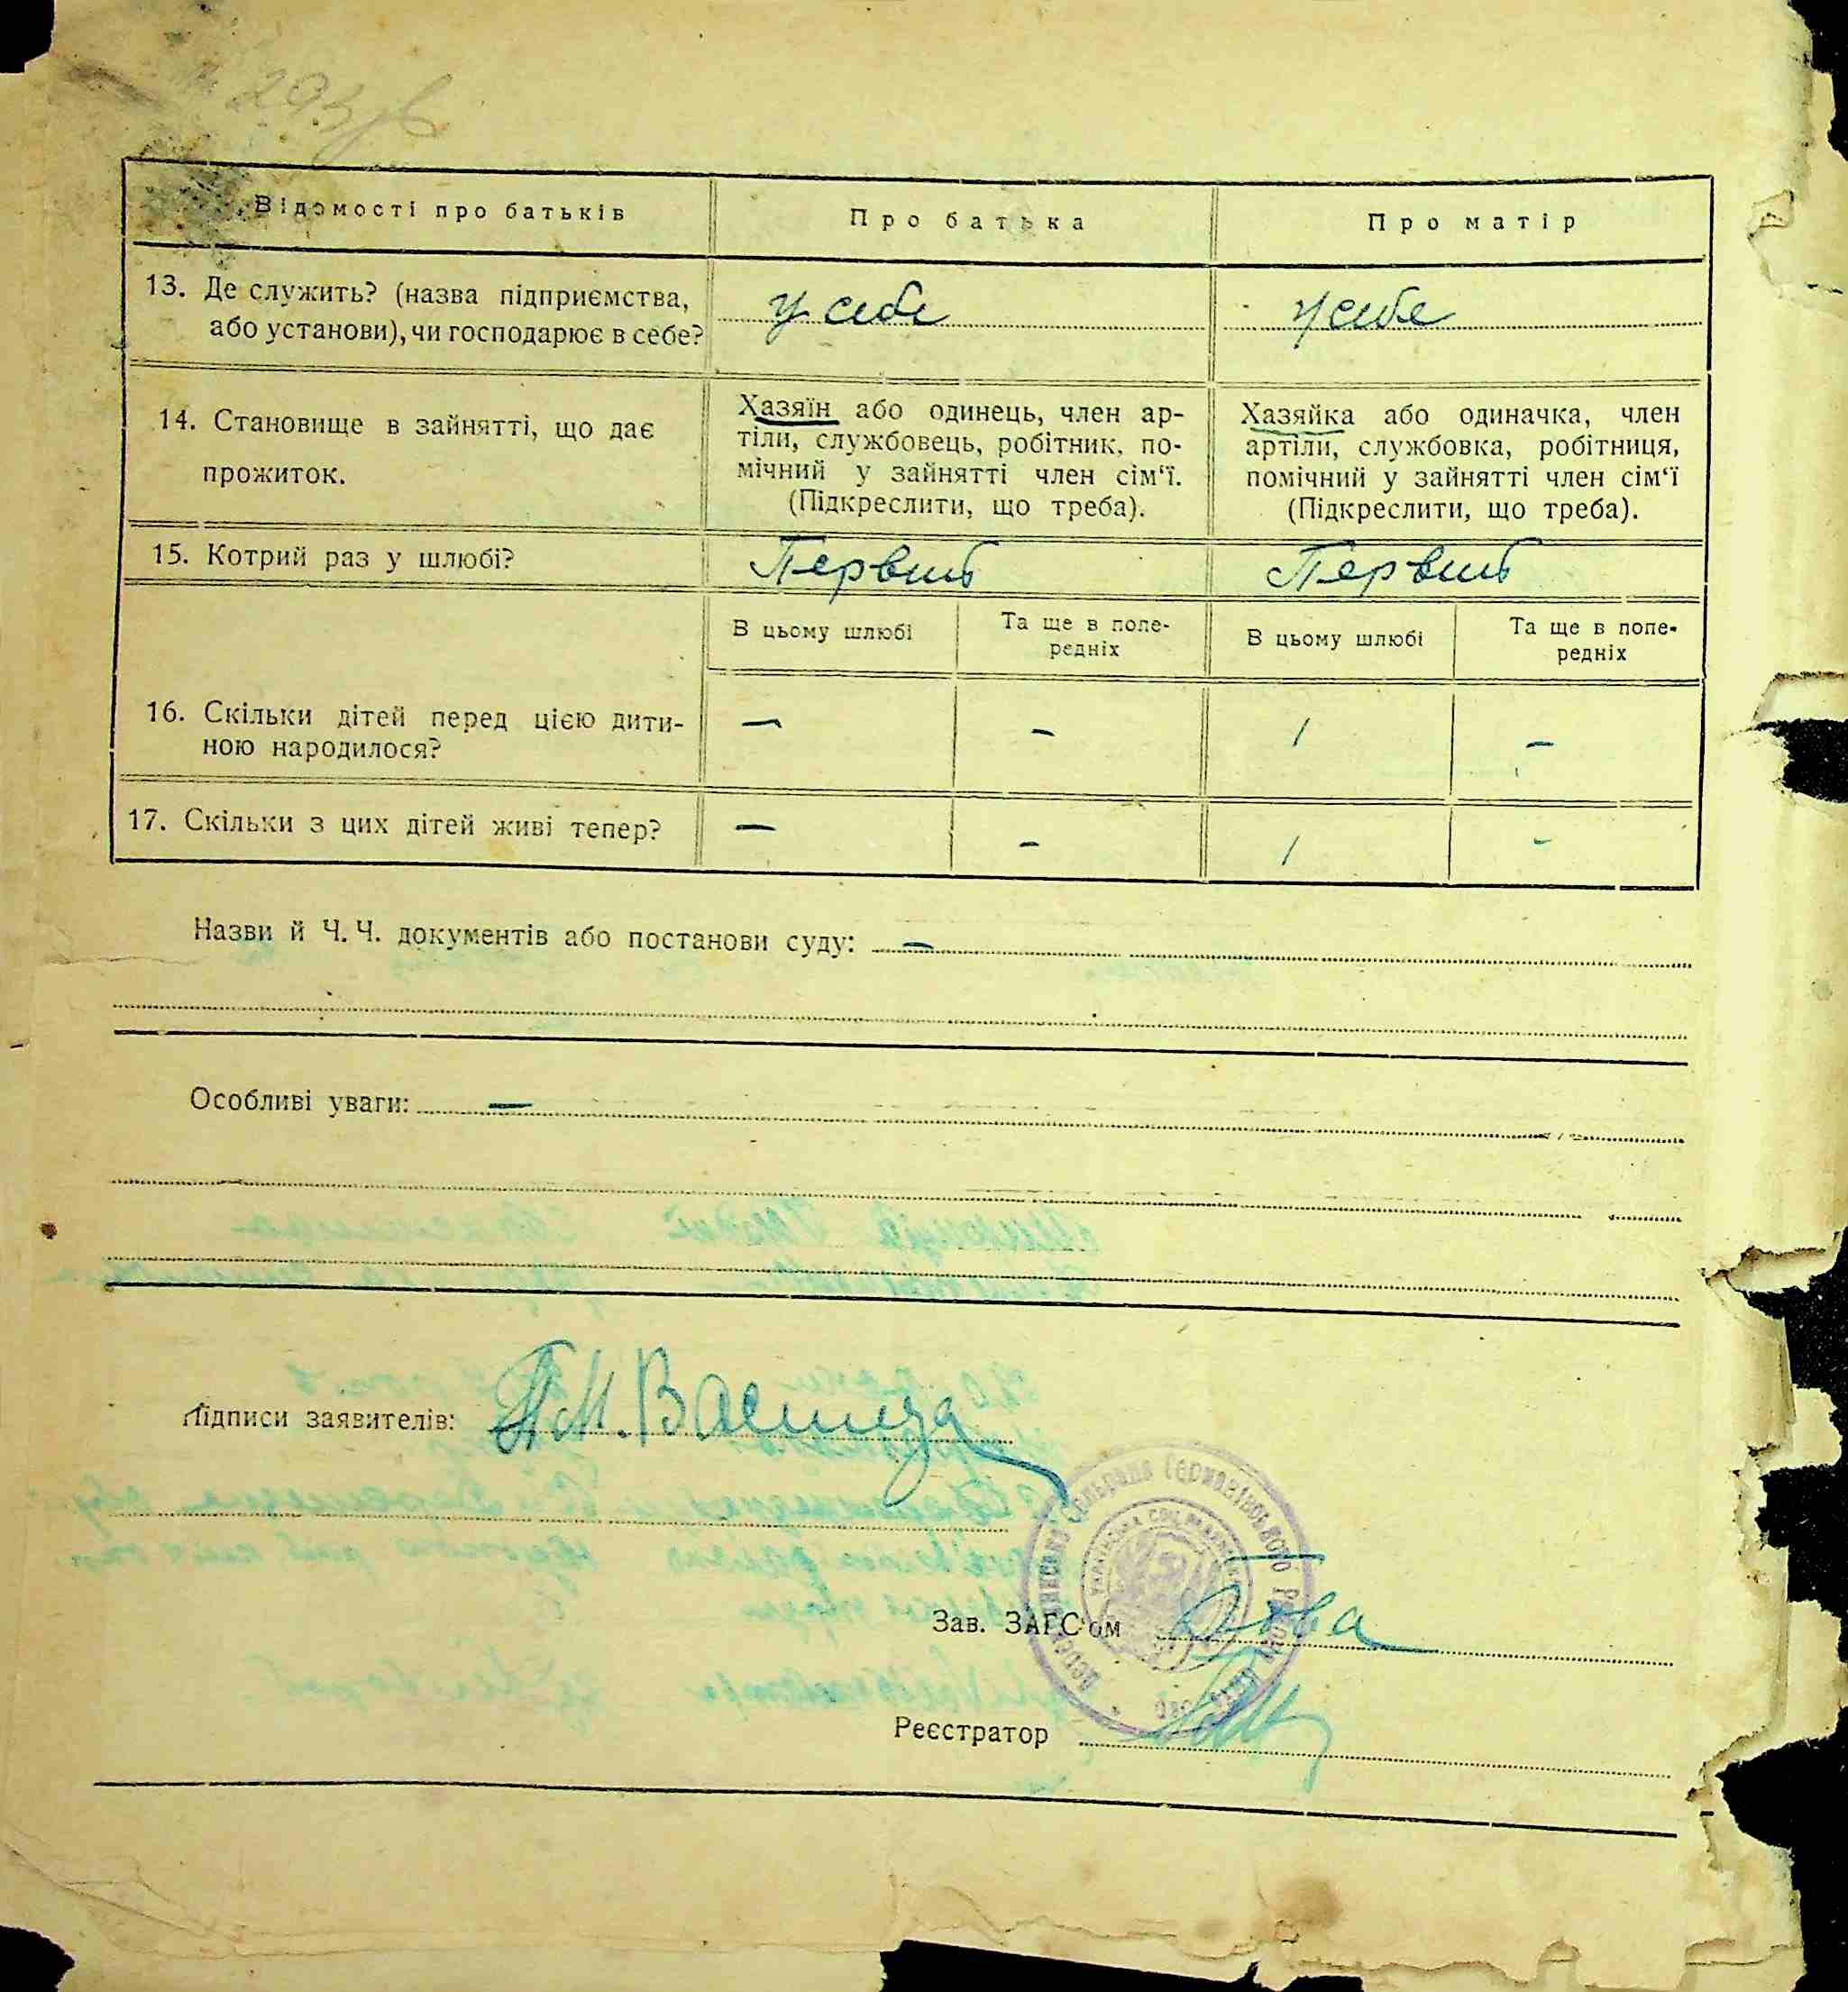 Відомості про батьків
Про батька
Про матір
13. Де служить? (назва підприємства,
або установи), чи господарює в себе?
у себе
у себе
14. Становище в зайнятті, що дає
прожиток.
Хазяїн або одинець, член ар-
тіли, службовець, робітник, по-
мічний у зайнятті член сім‘ї.
(Підкреслити, що треба).
Хазяйка або одиначка, член
артіли, службовка, робітниця,
помічний у зайнятті член сім‘ї
(Підкреслити, що треба).
15. Котрий раз у шлюбі?
Первий
Первий
В цьому шлюбі
Та ще в попе-
редніх
В цьому шлюбі
Та ще в попе-
редніх
16. Скільки дітей перед цією дити-
ною народилося?
—
—
1
—
17. Скільки з цих дітей живі тепер?
—
—
1
-
Назви й Ч. Ч. документів або постанови суду: —
Особливі уваги: —
Підписи заявителів:
Зав. ЗАГС‘ом
Реєстратор